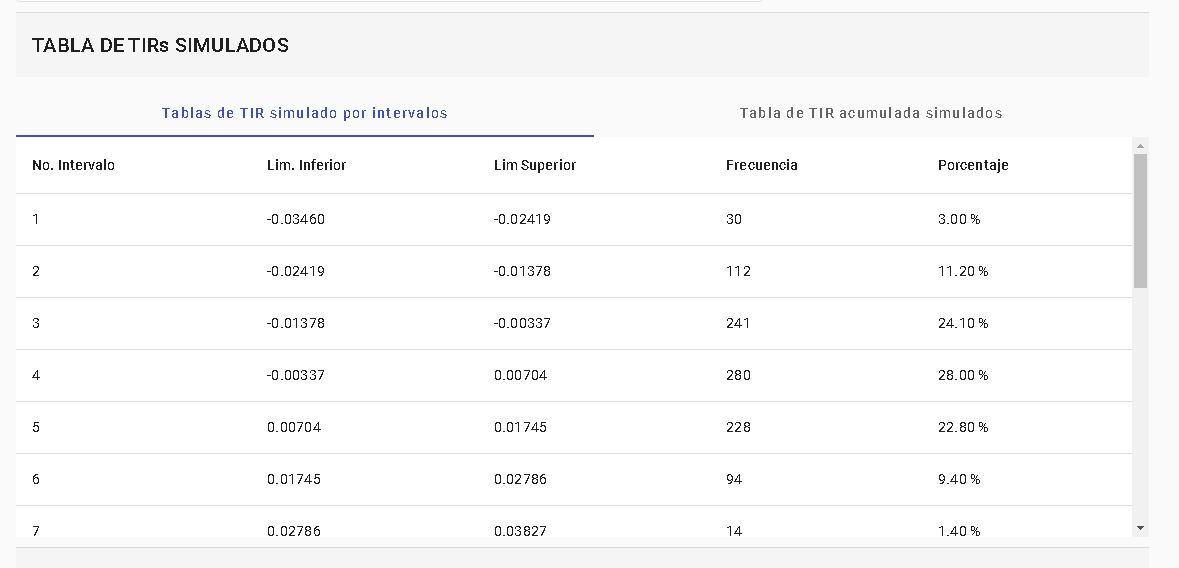 TABLA DE TIRs SIMULADOS
Tablas de TIR simulado por intervalos Tabla de TIR acumulada simulados
No. Intervalo Lim. Inferior Lim Superior Frecuencia Porcentaje
1 -0.03460 -0.02419 30 3.00 %
2 -0.02419 -0.01378 112 11.20 %
3 -0.01378 -0.00337 241 24.10 %
4 -0.00337 0.00704 280 28.00 %
5 0.00704 0.01745 228 22.80 %
6 0.01745 0.02786 94 9.40 %
7 0.02786 0.03827 14 1.40 %